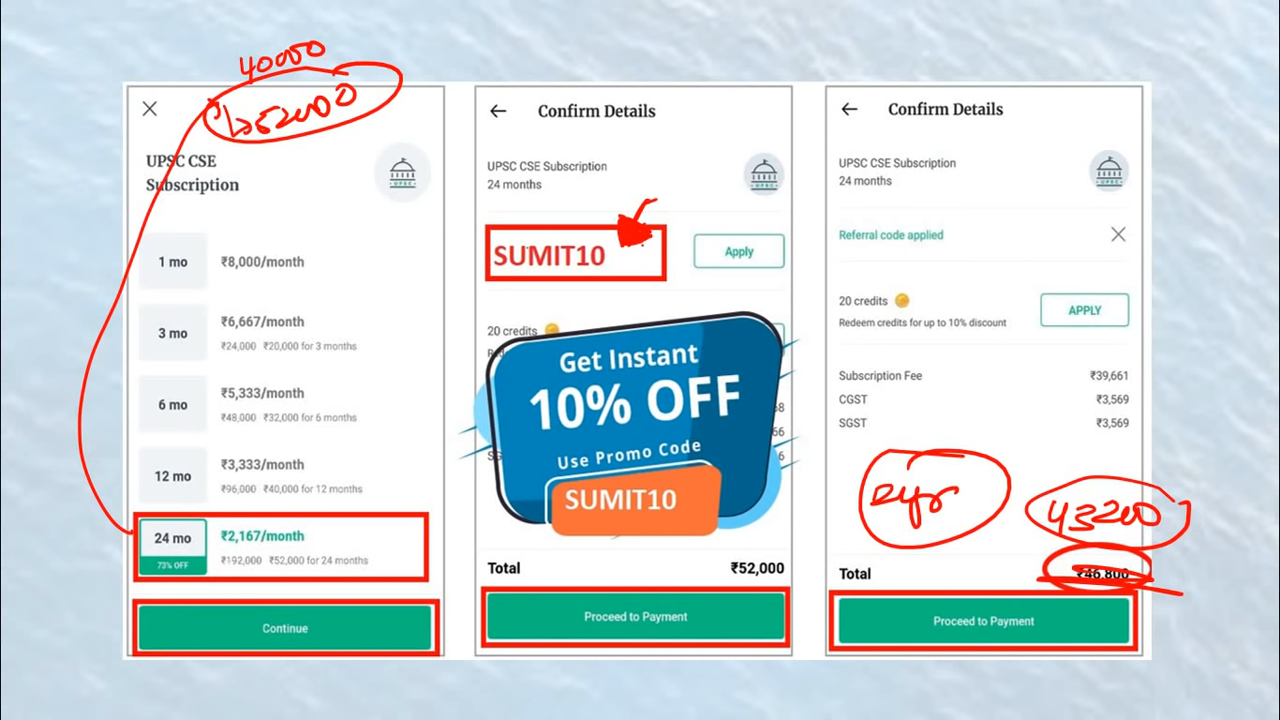 40000
UPSC CSE
Subscription
· UPSC ·
1 mo
₹8,000/month
3 mo
₹6,667/month
₹24,000 ₹20,000 for 3 months
6 mo
₹5,333/month
₹48,000 ₹32,000 for 6 months
12 mo
₹3,333/month
₹96,000 ₹40,000 for 12 months
24 mo
73% OFF
₹2,167/month
₹192,000 ₹52,000 for 24 months
Continue
Confirm Details
UPSC CSE Subscription
24 months
· UPSC ·
SUMIT10
Apply
20 credits
Get Instant
10% OFF
Use Promo Code
SUMIT10
Total ₹52,000
Proceed to Payment
Confirm Details
UPSC CSE Subscription
24 months
· UPSC ·
Referral code applied
20 credits
Redeem credits for up to 10% discount
APPLY
Subscription Fee ₹39,661
CGST ₹3,569
SGST ₹3,569
2yr
43200
Total ₹46,800
Proceed to Payment